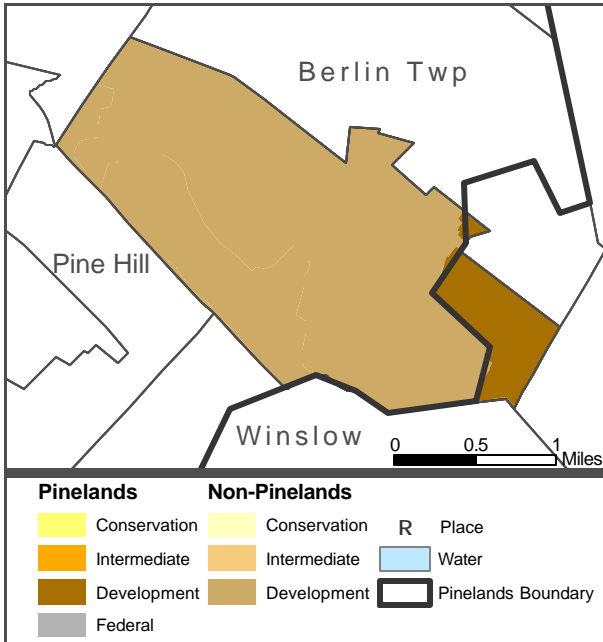 Berlin Twp
Pine Hill
Winslow
0 0.5 1
Miles
Pinelands Non-Pinelands
Conservation Conservation R Place
Intermediate Intermediate Water
Development Development Pinelands Boundary
Federal